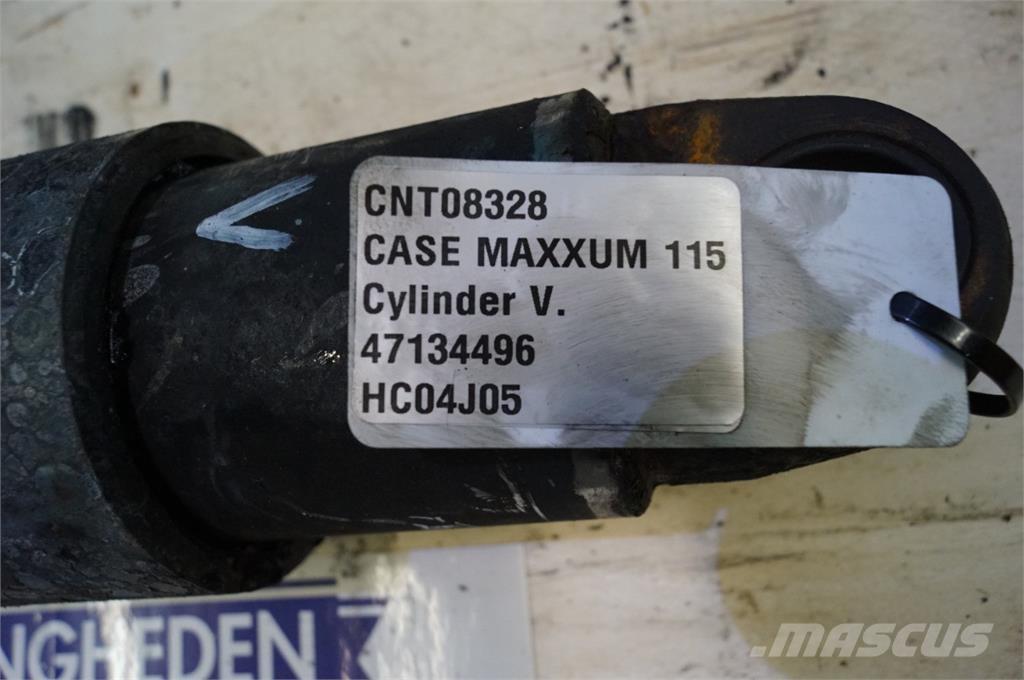 CNT08328
CASE MAXXUM 115
Cylinder V.
47134496
HC04J05
NGHEDEN
MASCUS